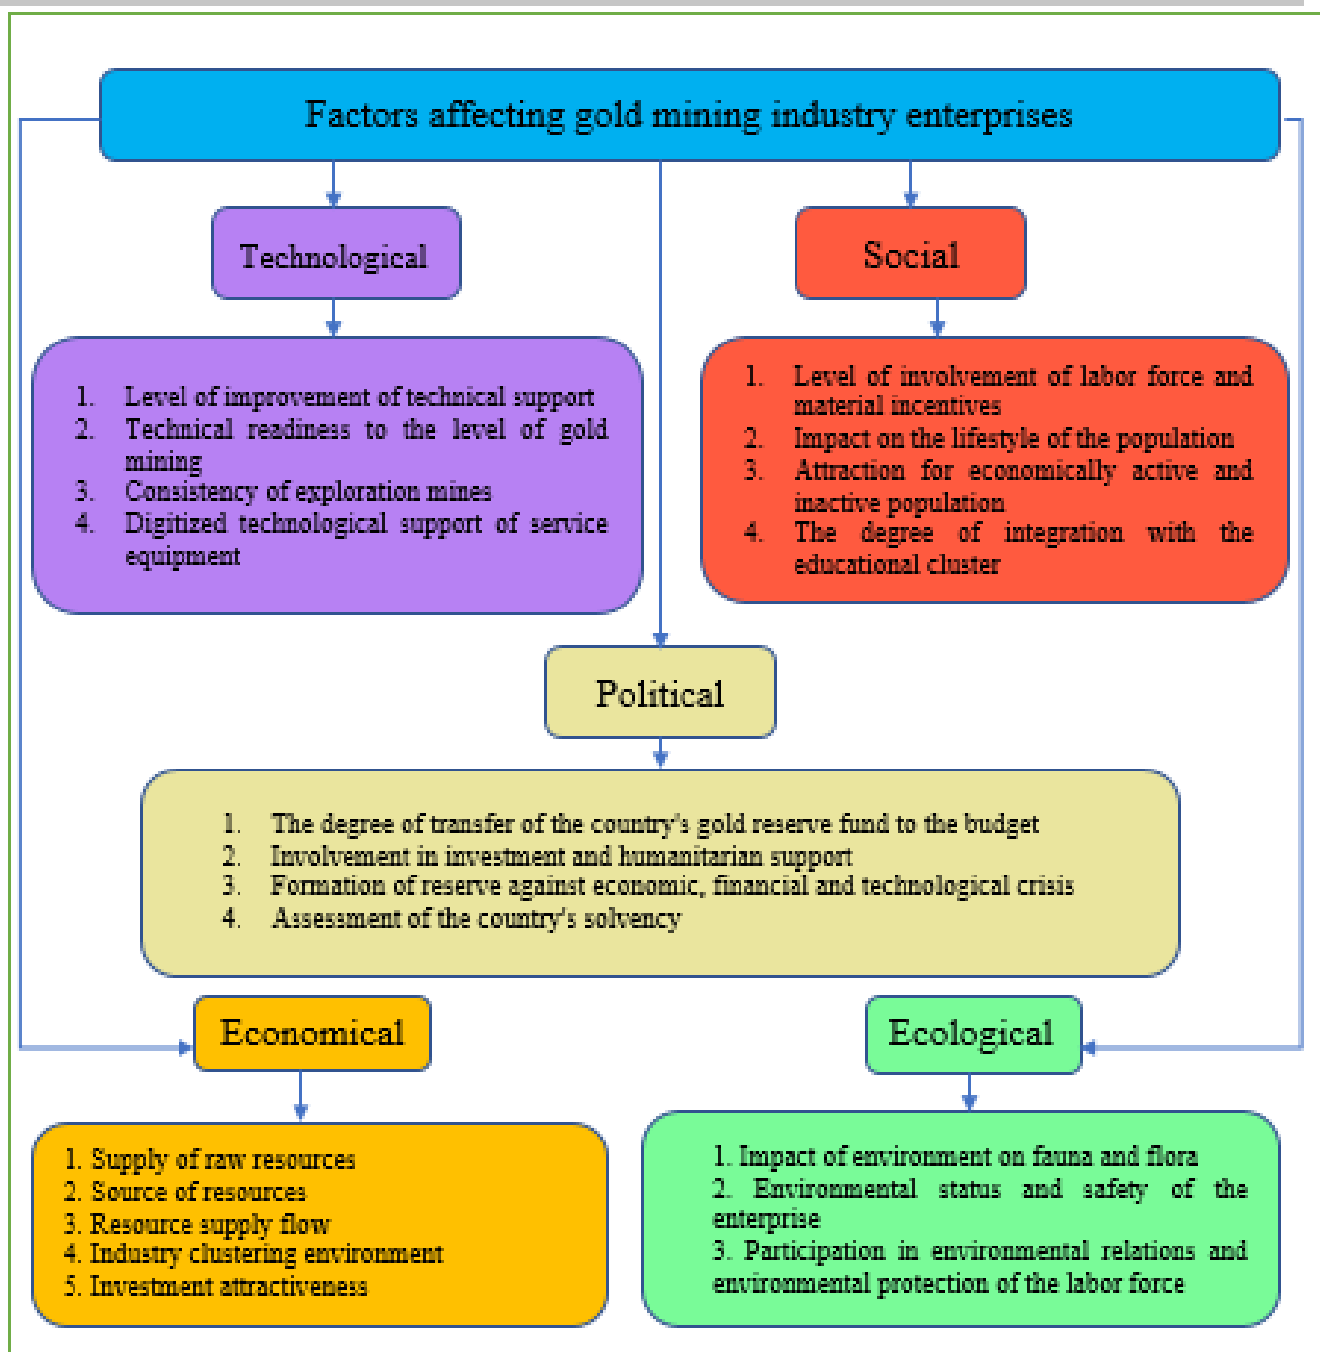 Factors affecting gold mining industry enterprises
Technological
Social
1. Level of improvement of technical support
2. Technical readiness to the level of gold
mining
3. Consistency of exploration mines
4. Digitized technological support of service
equipment
1. Level of involvement of labor force and
material incentives
2. Impact on the lifestyle of the population
3. Attraction for economically active and
inactive population
4. The degree of integration with the
educational cluster
Political
1. The degree of transfer of the country's gold reserve fund to the budget
2. Involvement in investment and humanitarian support
3. Formation of reserve against economic, financial and technological crisis
4. Assessment of the country's solvency
Economical
Ecological
1. Supply of raw resources
2. Source of resources
3. Resource supply flow
4. Industry clustering environment
5. Investment attractiveness
1. Impact of environment on fauna and flora
2. Environmental status and safety of the
enterprise
3. Participation in environmental relations and
environmental protection of the labor force